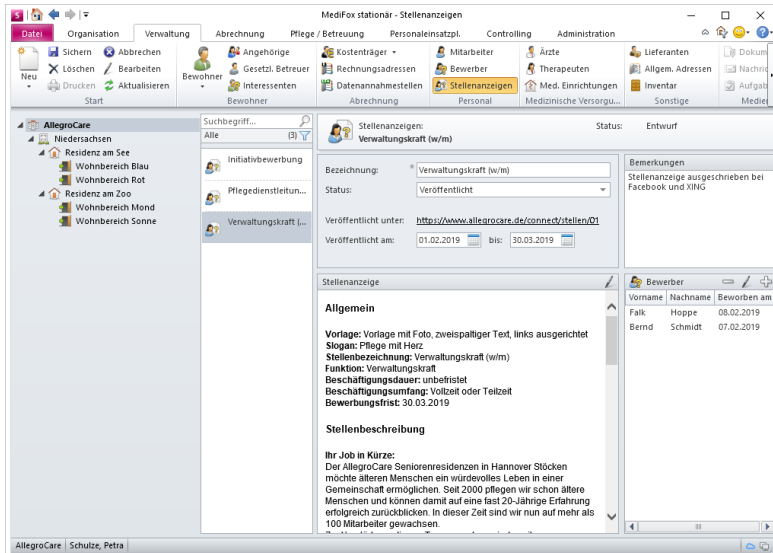 MediFox stationär - Stellenanzeigen
Datei Organisation Verwaltung Abrechnung Pflege / Betreuung Personaleinsatzpl. Controlling Administration
Neu
Sichern Abbrechen
Löschen Bearbeiten
Drucken Aktualisieren
Start
Bewohner
Angehörige
Gesetzl. Betreuer
Interessenten
Bewohner
Kostenträger
Rechnungsadressen
Datenannahmestellen
Abrechnung
Mitarbeiter
Bewerber
Stellenanzeigen
Personal
Ärzte
Therapeuten
Med. Einrichtungen
Medizinische Versorgu...
Lieferanten
Allgem. Adressen
Inventar
Sonstige
Dokum
Nachric
Aufgab
Medien
AllegroCare
Niedersachsen
Residenz am See
Wohnbereich Blau
Wohnbereich Rot
Residenz am Zoo
Wohnbereich Mond
Wohnbereich Sonne
Suchbegriff...
Alle (3)
Initiativbewerbung
Pflegedienstleitun...
Verwaltungskraft (...
Stellenanzeigen: Status: Entwurf
Verwaltungskraft (w/m)
Bezeichnung: * Verwaltungskraft (w/m)
Status: Veröffentlicht
Veröffentlicht unter: https://www.allegrocare.de/connect/stellen/01
Veröffentlicht am: 01.02.2019 bis: 30.03.2019
Bemerkungen
Stellenanzeige ausgeschrieben bei
Facebook und XING
Stellenanzeige
Allgemein
Vorlage: Vorlage mit Foto, zweispaltiger Text, links ausgerichtet
Slogan: Pflege mit Herz
Stellenbezeichnung: Verwaltungskraft (w/m)
Funktion: Verwaltungskraft
Beschäftigungsdauer: unbefristet
Beschäftigungsumfang: Vollzeit oder Teilzeit
Bewerbungsfrist: 30.03.2019
Stellenbeschreibung
Ihr Job in Kürze:
Der AllegroCare Seniorenresidenzen in Hannover Stöcken
möchte älteren Menschen ein würdevolles Leben in einer
Gemeinschaft ermöglichen. Seit 2000 pflegen wir schon ältere
Menschen und können damit auf eine fast 20-Jährige Erfahrung
erfolgreich zurückblicken. In dieser Zeit sind wir nun auf mehr als
100 Mitarbeiter gewachsen.
Bewerber
Vorname Nachname Beworben am
Falk Hoppe 08.02.2019
Bernd Schmidt 07.02.2019
AllegroCare Schulze, Petra